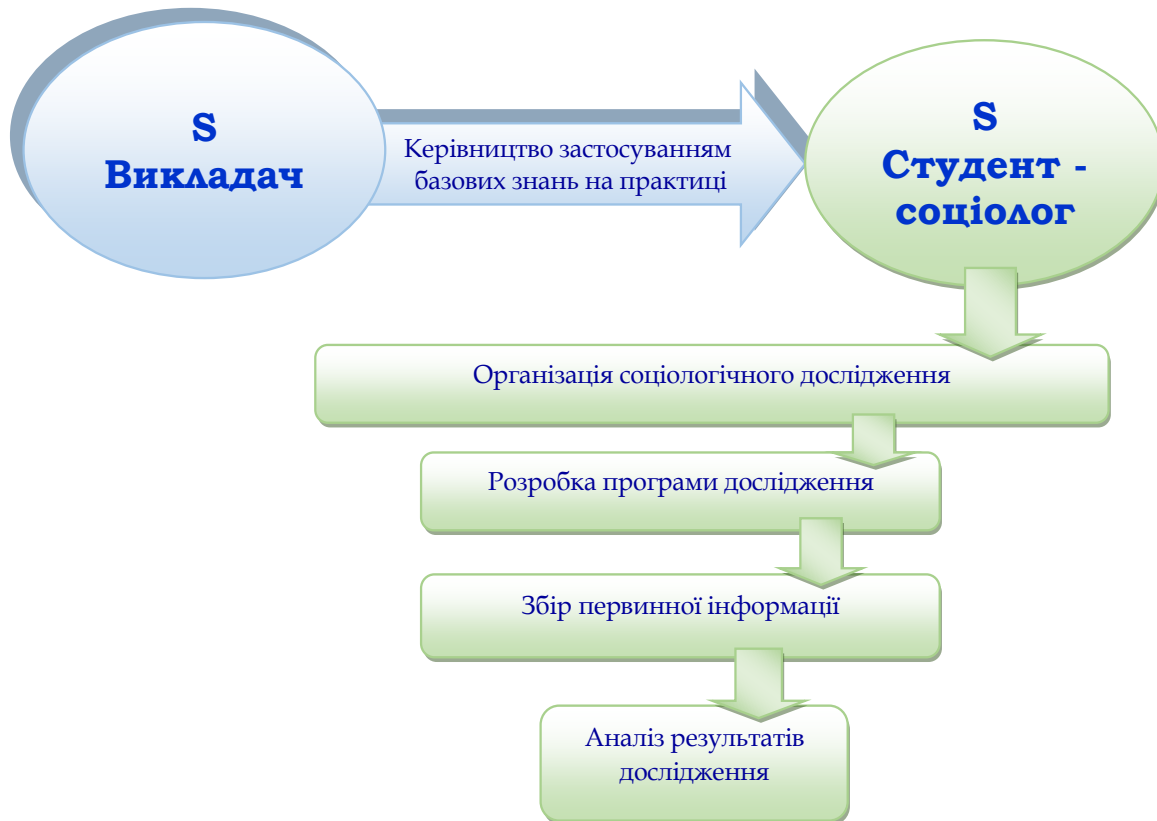 S
Викладач
Керівництво застосуванням
базових знань на практиці
S
Студент -
соціолог
Організація соціологічного дослідження
Розробка програми дослідження
Збір первинної інформації
Аналіз результатів
дослідження